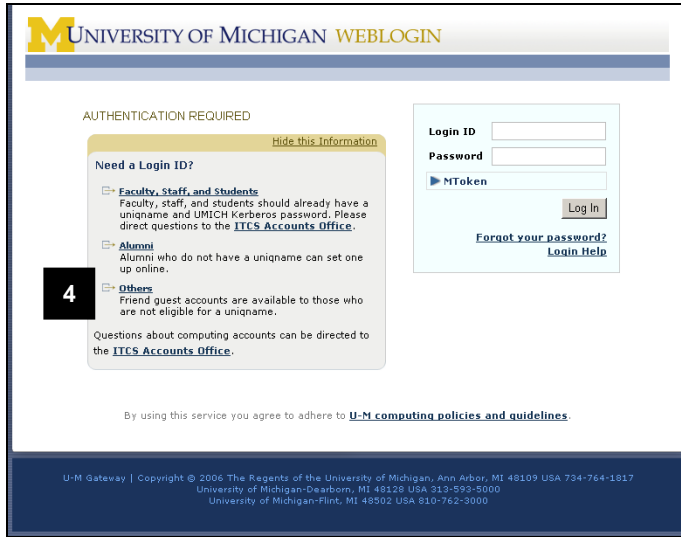 UNIVERSITY OF MICHIGAN WEBLOGIN
AUTHENTICATION REQUIRED
Hide this Information
Need a Login ID?
Faculty, Staff, and Students
Faculty, staff, and students should already have a
uniqname and UMICH Kerberos password. Please
direct questions to the ITCS Accounts Office.
Alumni
Alumni who do not have a uniqname can set one
up online.
4
Others
Friend guest accounts are available to those who
are not eligible for a uniqname.
Questions about computing accounts can be directed to
the ITCS Accounts Office.
Login ID
Password
MToken
Log In
Forgot your password?
Login Help
By using this service you agree to adhere to U-M computing policies and guidelines.
U-M Gateway | Copyright © 2006 The Regents of the University of Michigan, Ann Arbor, MI 48109 USA 734-764-1817
University of Michigan-Dearborn, MI 48128 USA 313-593-5000
University of Michigan-Flint, MI 48502 USA 810-762-3000